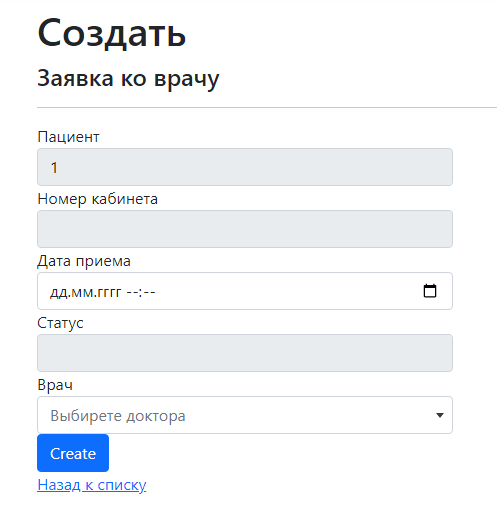 Создать
Заявка ко врачу
Пациент
1
Номер кабинета
Дата приема
дд.мм.гггг --:--
Статус
Врач
Выбирете доктора
Create
Назад к списку